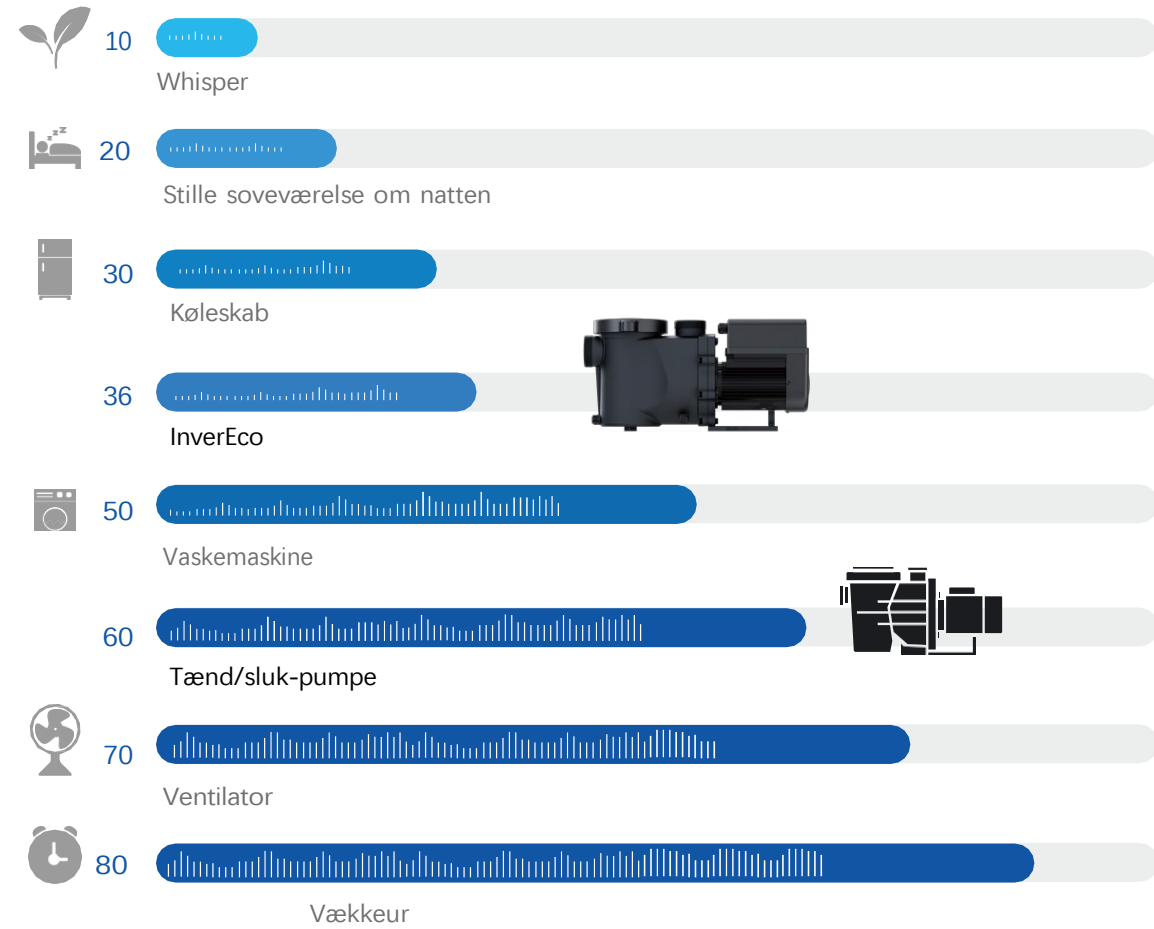 10
Whisper
20
Stille soveværelse om natten
30
Køleskab
36
InverEco
50
Vaskemaskine
60
Tænd/sluk-pumpe
70
Ventilator
80
Vækkeur